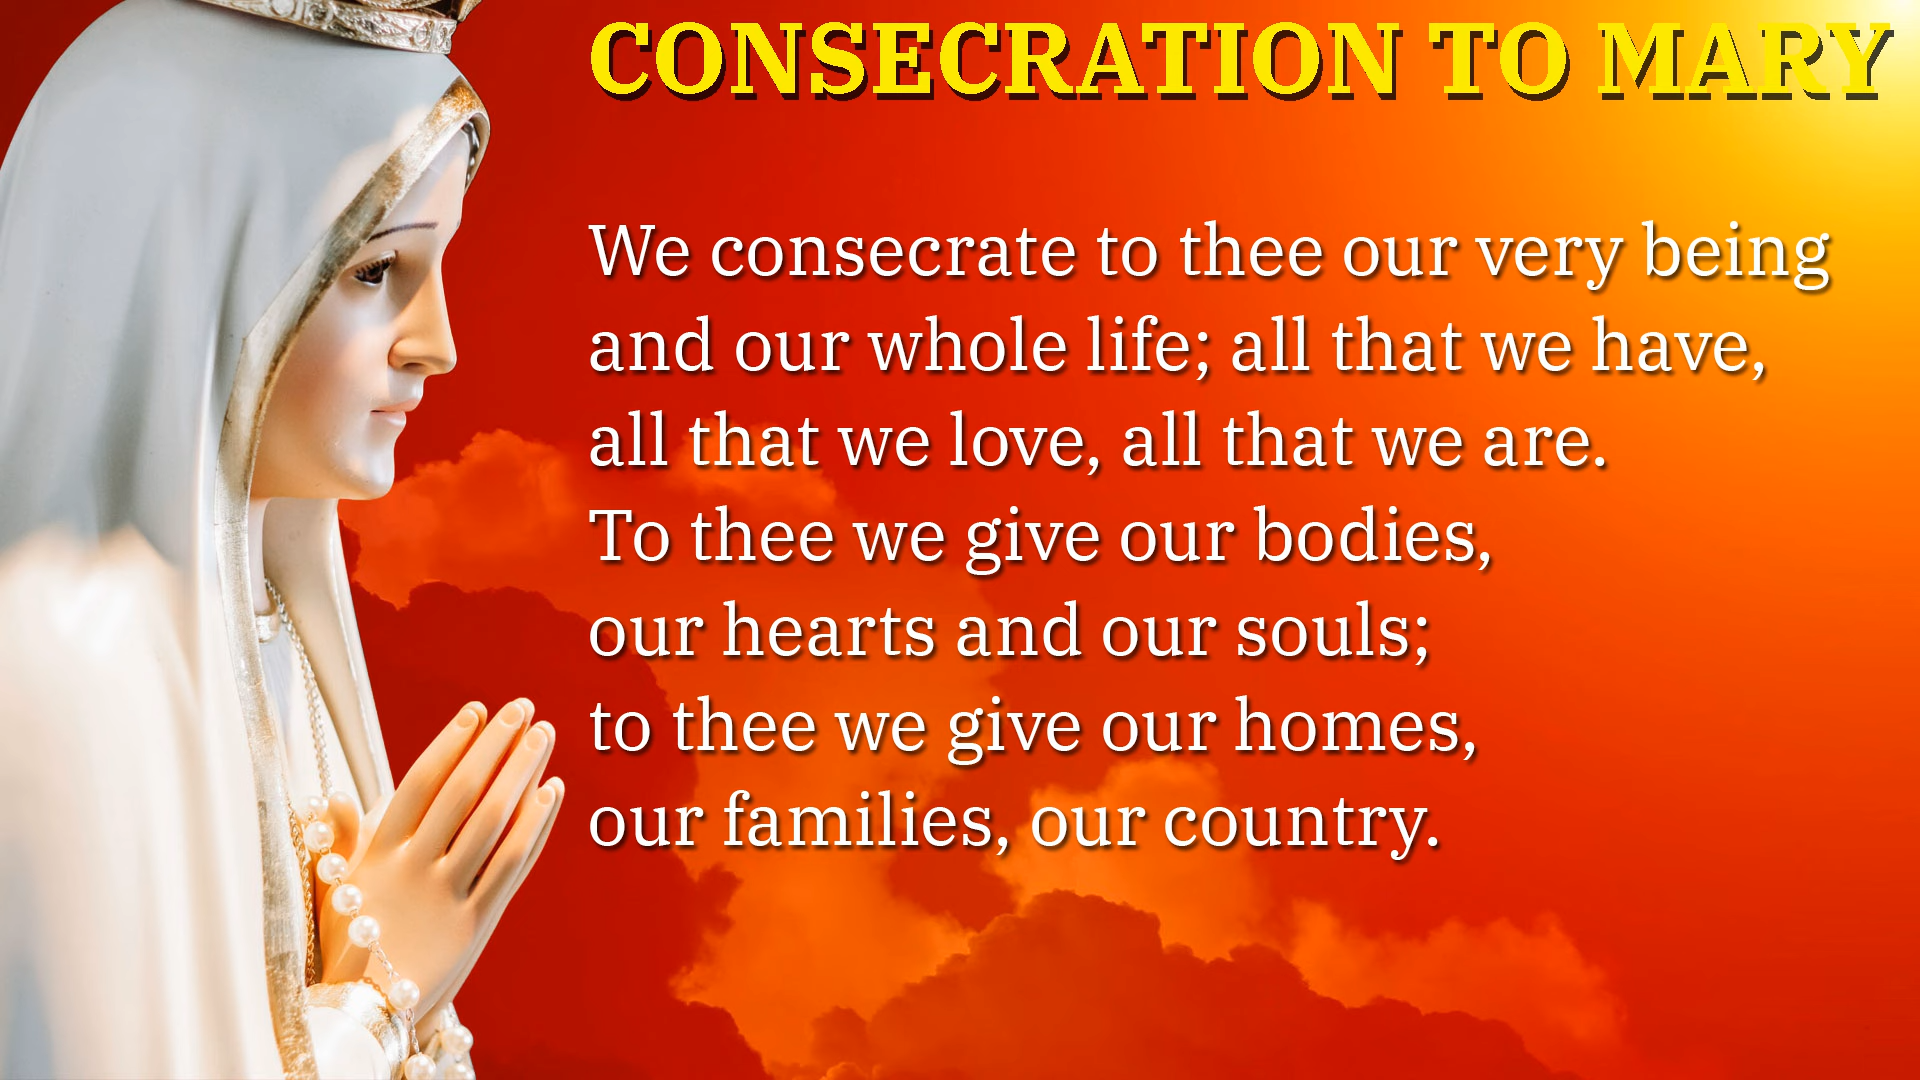 CONSECRATION TO MARY
We consecrate to thee our very being
and our whole life; all that we have,
all that we love, all that we are.
To thee we give our bodies,
our hearts and our souls;
to thee we give our homes,
our families, our country.